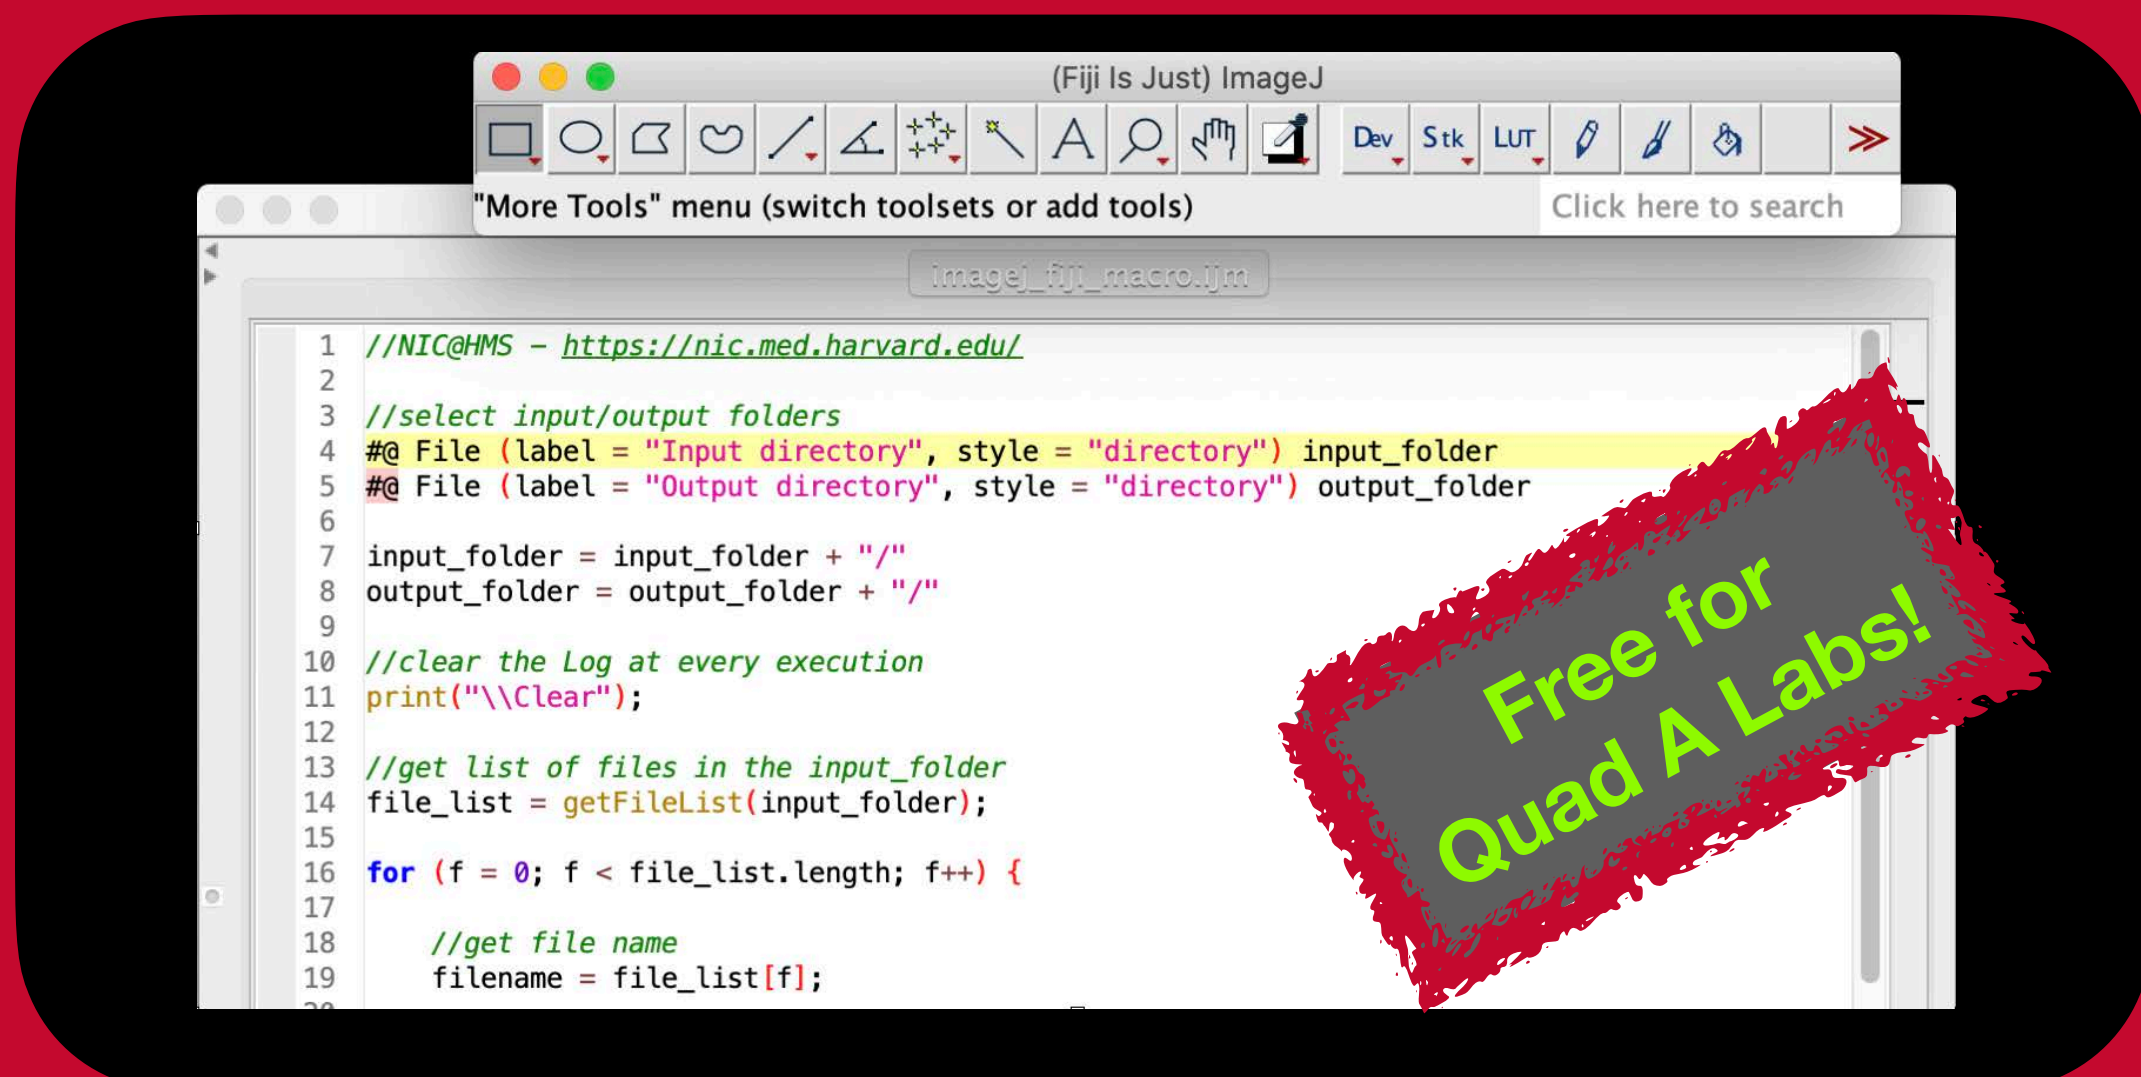 (Fiji Is Just) ImageJ
A Dev Stk LUT
"More Tools" menu (switch toolsets or add tools) Click here to search
imagej_fiji_macro.ijm
1 //NIC@HMS – https://nic.med.harvard.edu/
2
3 //select input/output folders
4 #@ File (label = "Input directory", style = "directory") input_folder
5 #@ File (label = "Output directory", style = "directory") output_folder
6
7 input_folder = input_folder + "/"
8 output_folder = output_folder + "/"
9
10 //clear the Log at every execution
11 print("\\Clear");
12
13 //get list of files in the input_folder
14 file_list = getFileList(input_folder);
15
16 for (f = 0; f < file_list.length; f++) {
17
18 //get file name
19 filename = file_list[f];
Free for
Quad A Labs!